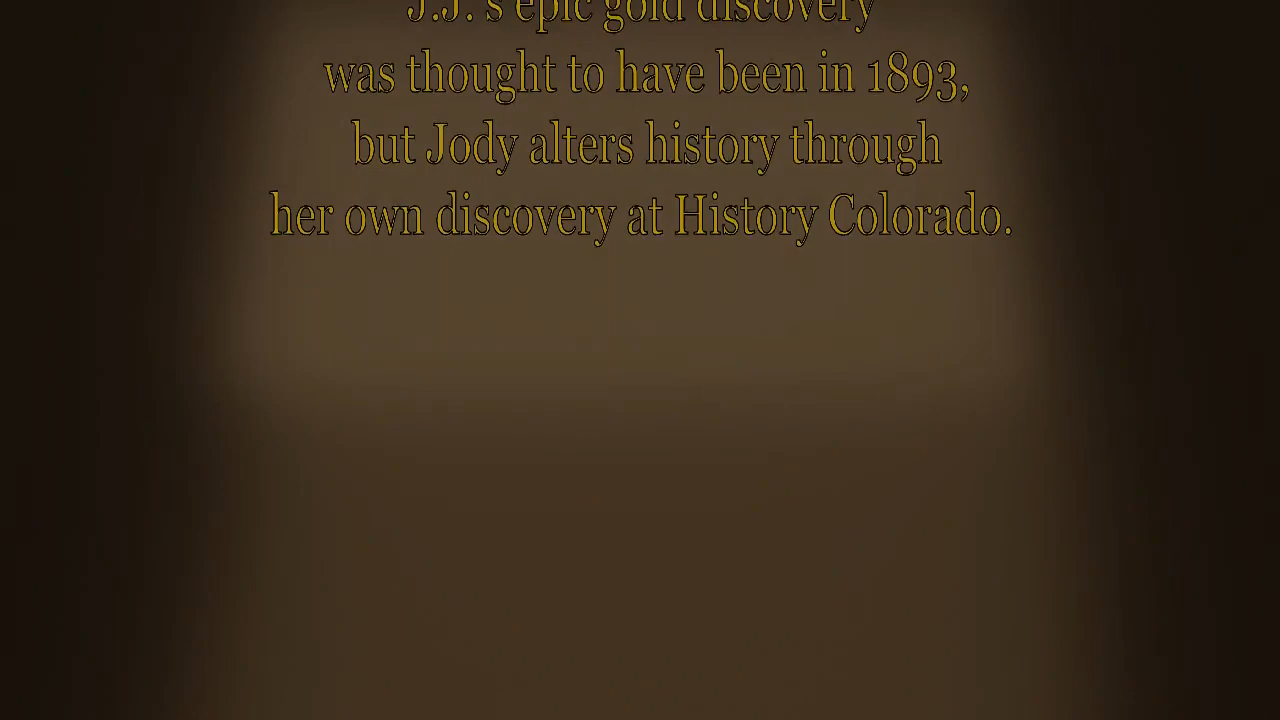 J.J.'s epic gold discovery
was thought to have been in 1893,
but Jody alters history through
her own discovery at History Colorado.